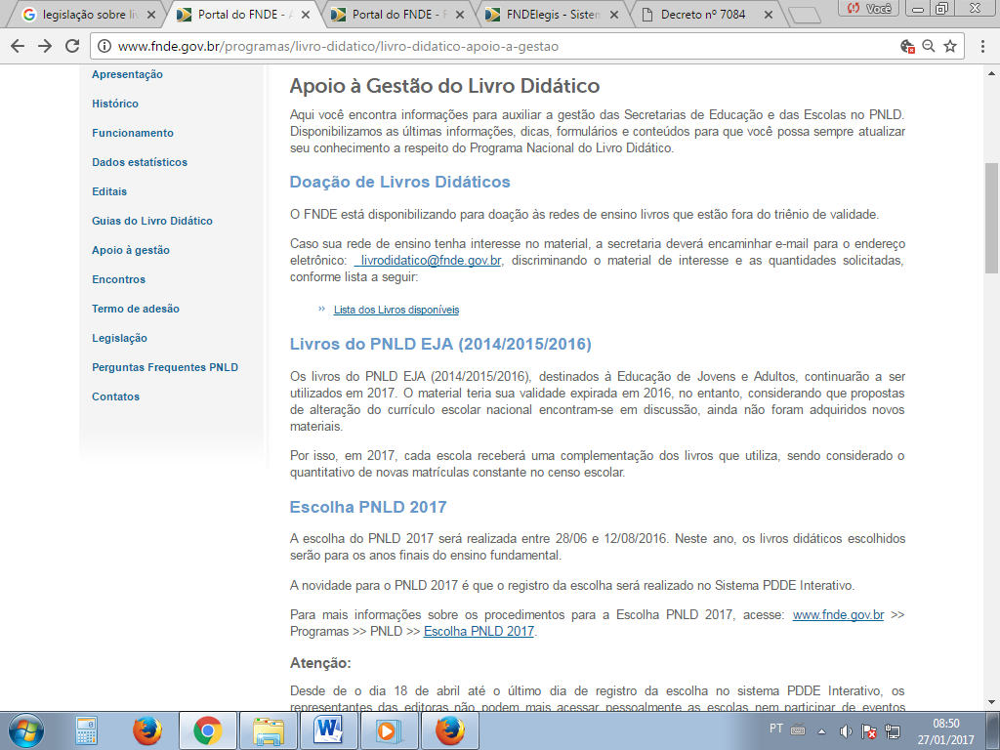 legislação sobre li
Portal do FNDE - A
Portal do FNDE - F
FNDElegis - Sistem
Decreto nº 7084
Você
www.fnde.gov.br/programas/livro-didatico/livro-didatico-apoio-a-gestao
Apresentação
Histórico
Funcionamento
Dados estatísticos
Editais
Guias do Livro Didático
Apoio à gestão
Encontros
Termo de adesão
Legislação
Perguntas Frequentes PNLD
Contatos
Apoio à Gestão do Livro Didático
Aqui você encontra informações para auxiliar a gestão das Secretarias de Educação e das Escolas no PNLD.
Disponibilizamos as últimas informações, dicas, formulários e conteúdos para que você possa sempre atualizar
seu conhecimento a respeito do Programa Nacional do Livro Didático.
Doação de Livros Didáticos
O FNDE está disponibilizando para doação às redes de ensino livros que estão fora do triênio de validade.
Caso sua rede de ensino tenha interesse no material, a secretaria deverá encaminhar e-mail para o endereço
eletrônico: _livrodidatico@fnde.gov.br, discriminando o material de interesse e as quantidades solicitadas,
conforme lista a seguir:
›› Lista dos Livros disponíveis
Livros do PNLD EJA (2014/2015/2016)
Os livros do PNLD EJA (2014/2015/2016), destinados à Educação de Jovens e Adultos, continuarão a ser
utilizados em 2017. O material teria sua validade expirada em 2016, no entanto, considerando que propostas
de alteração do currículo escolar nacional encontram-se em discussão, ainda não foram adquiridos novos
materiais.
Por isso, em 2017, cada escola receberá uma complementação dos livros que utiliza, sendo considerado o
quantitativo de novas matrículas constante no censo escolar.
Escolha PNLD 2017
A escolha do PNLD 2017 será realizada entre 28/06 e 12/08/2016. Neste ano, os livros didáticos escolhidos
serão para os anos finais do ensino fundamental.
A novidade para o PNLD 2017 é que o registro da escolha será realizado no Sistema PDDE Interativo.
Para mais informações sobre os procedimentos para a Escolha PNLD 2017, acesse: www.fnde.gov.br >>
Programas >> PNLD >> Escolha PNLD 2017.
Atenção:
Desde de o dia 18 de abril até o último dia de registro da escolha no sistema PDDE Interativo, os
representantes das editoras não podem mais acessar pessoalmente as escolas nem participar de eventos
PT
08:50
27/01/2017